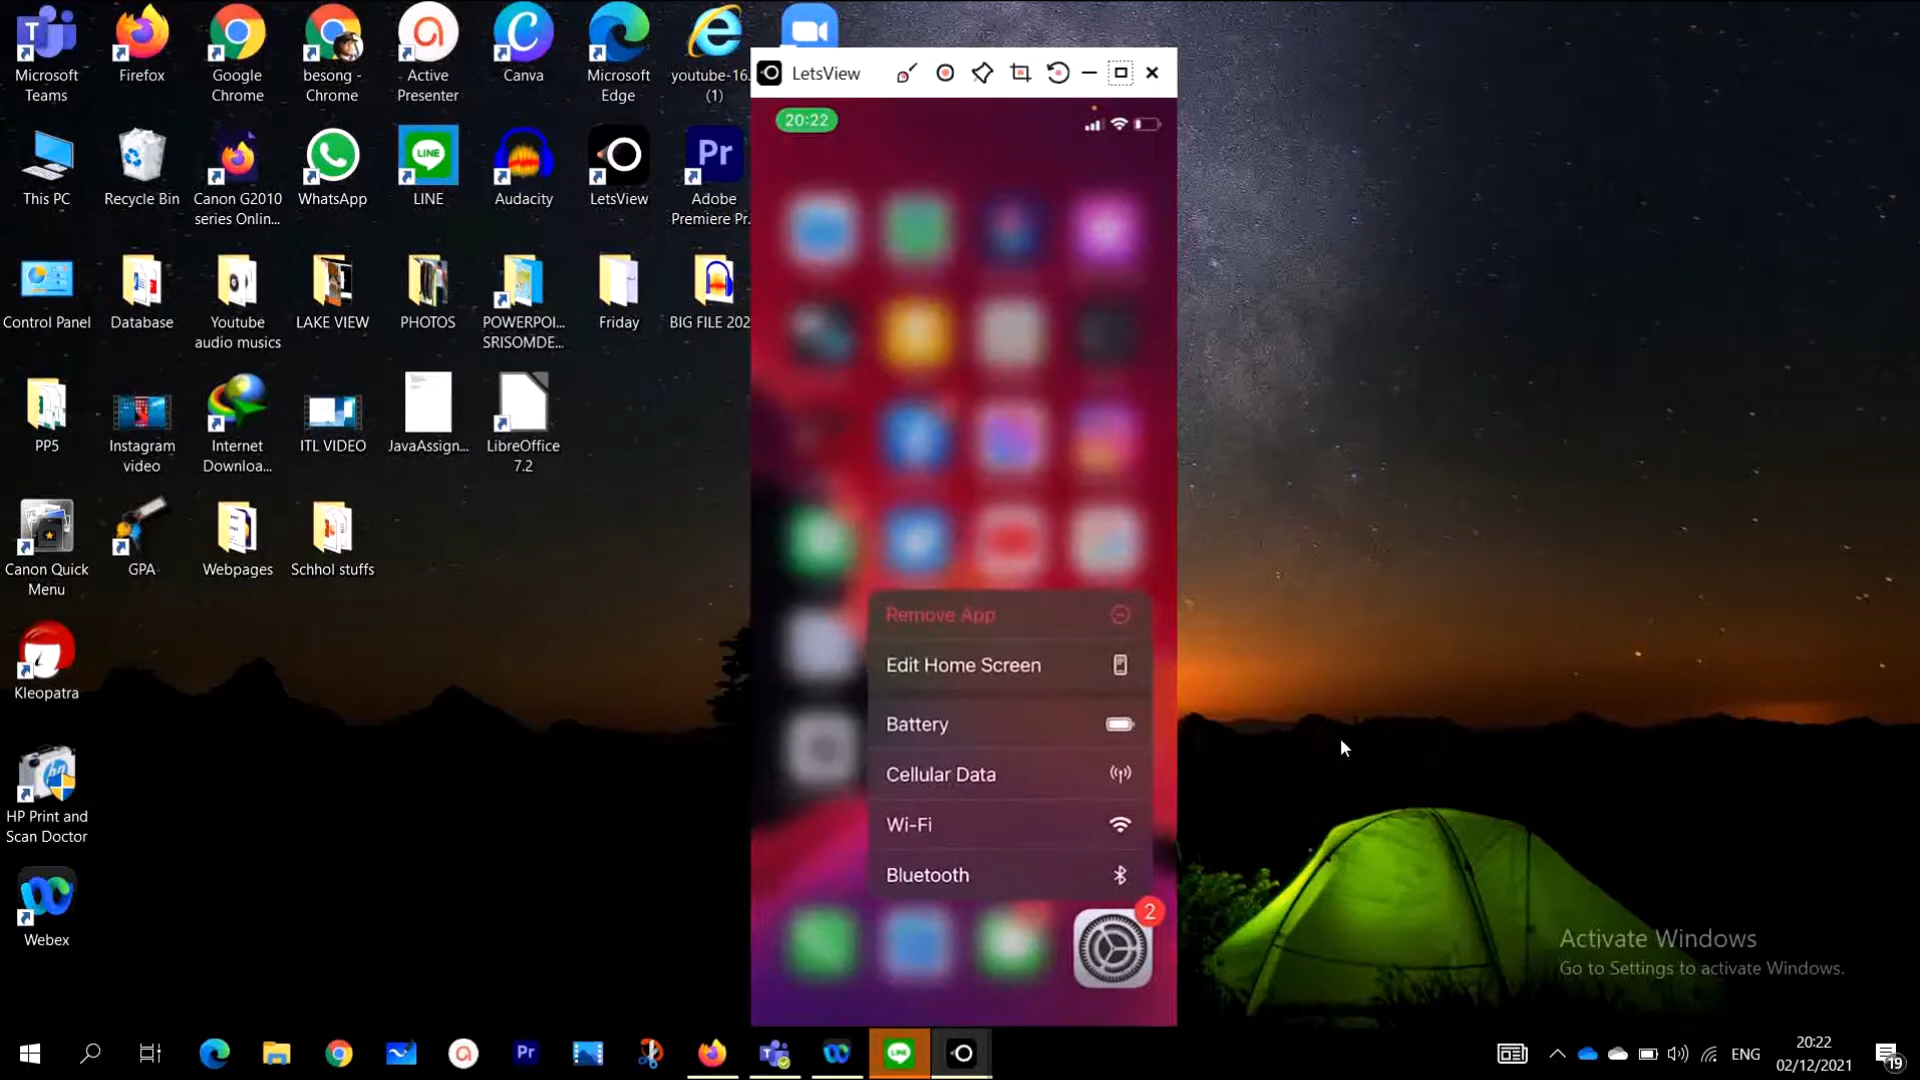 Microsoft Teams
Firefox
Google Chrome
besong - Chrome
Active Presenter
Canva
Microsoft Edge
youtube-16. (1)
LetsView
20:22
This PC
Recycle Bin
Canon G2010 series Onlin...
WhatsApp
LINE
LINE
Audacity
LetsView
Pr
Adobe Premiere Pr.
Control Panel
Database
Youtube audio musics
LAKE VIEW
PHOTOS
POWERPOI... SRISOMDE...
Friday
BIG FILE 202
PP5
Instagram video
Internet Downloa...
ITL VIDEO
JavaAssign...
LibreOffice 7.2
Canon Quick Menu
GPA
Webpages
Schhol stuffs
Kleopatra
HP Print and Scan Doctor
Webex
Remove App
Edit Home Screen
Battery
Cellular Data
Wi-Fi
Bluetooth
2
Activate Windows
Go to Settings to activate Windows.
Pr
LINE
ENG
20:22
02/12/2021
19